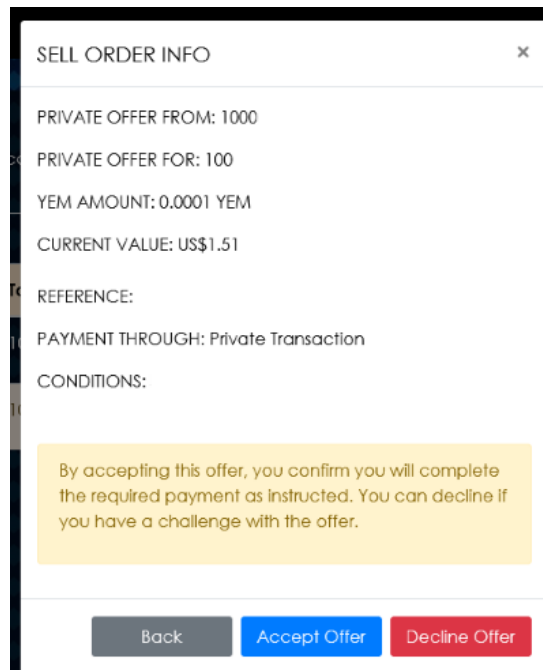 SELL ORDER INFO ×
PRIVATE OFFER FROM: 1000
PRIVATE OFFER FOR: 100
YEM AMOUNT: 0.0001 YEM
CURRENT VALUE: US$1.51
REFERENCE:
PAYMENT THROUGH: Private Transaction
CONDITIONS:
By accepting this offer, you confirm you will complete
the required payment as instructed. You can decline if
you have a challenge with the offer.
Back Accept Offer Decline Offer